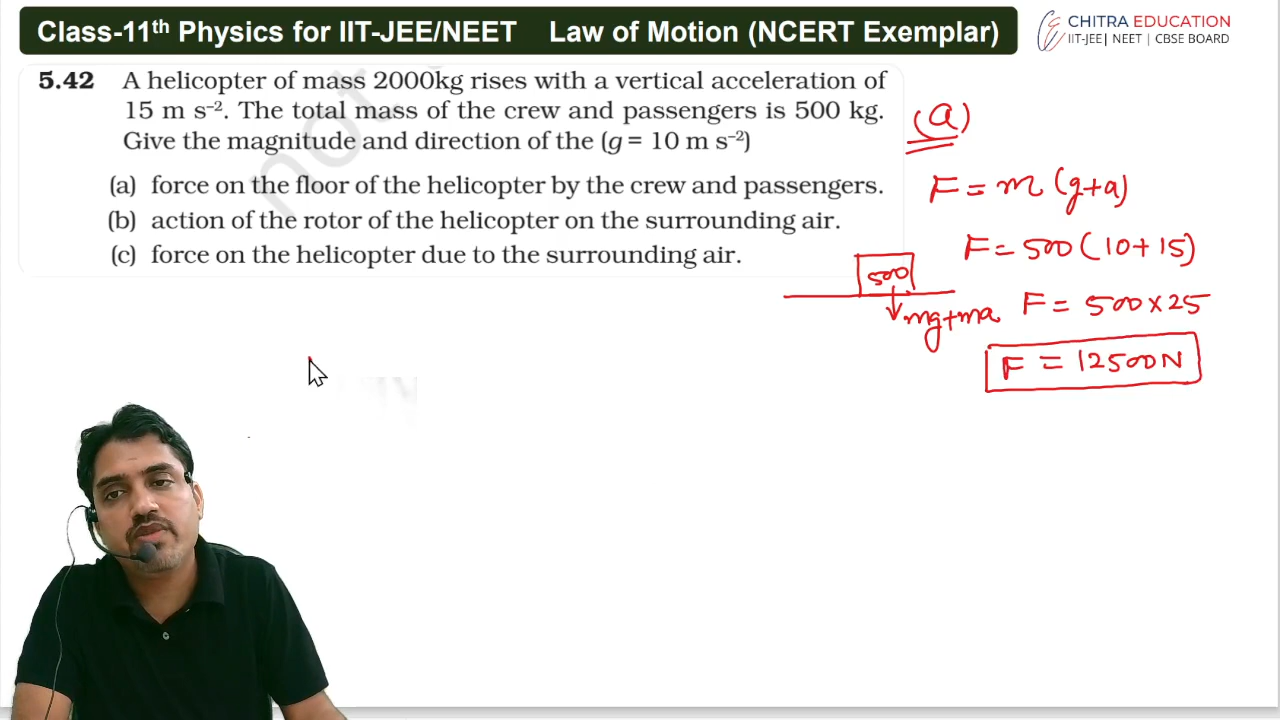 Class-11th Physics for IIT-JEE/NEET Law of Motion (NCERT Exemplar)
CHITRA EDUCATION
IIT-JEE| NEET | CBSE BOARD
5.42 A helicopter of mass 2000kg rises with a vertical acceleration of
15 m s⁻². The total mass of the crew and passengers is 500 kg.
Give the magnitude and direction of the (g = 10 m s⁻²)
(a) force on the floor of the helicopter by the crew and passengers.
(b) action of the rotor of the helicopter on the surrounding air.
(c) force on the helicopter due to the surrounding air.
not
(a)
F = m (g+a)
F = 500 (10 + 15)
500
mg+ma
F = 500 x 25
F = 12500N